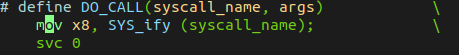 # define DO_CALL(syscall_name, args) \
mov x8, SYS_ify (syscall_name); \
svc 0